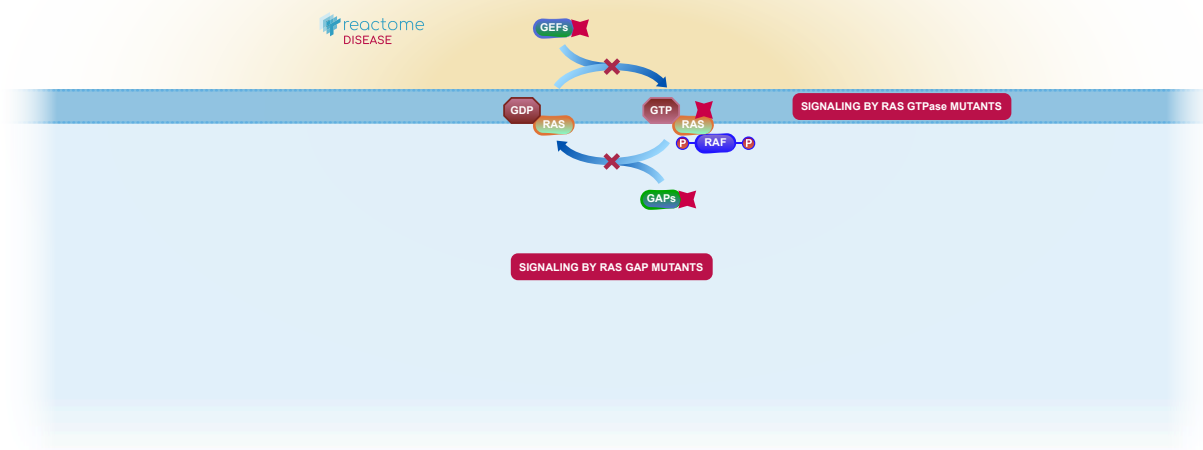 reactome
DISEASE
GEFs
GDP
RAS
GTP
RAS
P
RAF
P
SIGNALING BY RAS GTPase MUTANTS
GAPs
SIGNALING BY RAS GAP MUTANTS